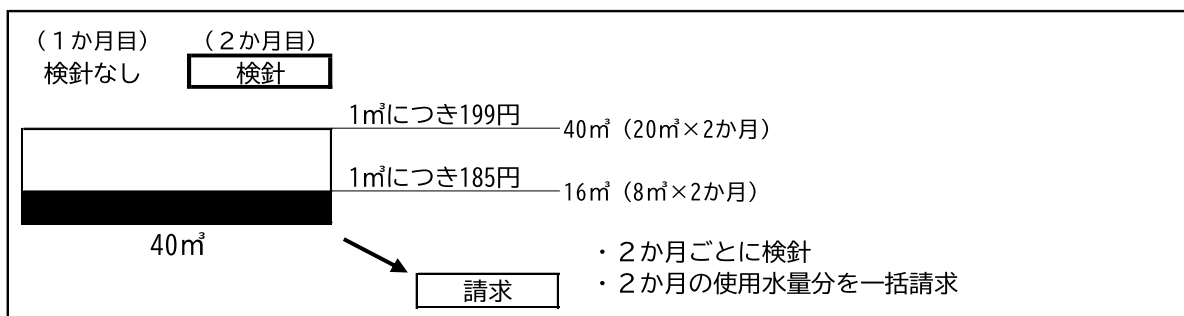 （１か月目）
（２か月目）
検針なし
検針
1㎥につき199円
40㎥（20㎥×2か月）
1㎥につき185円
16㎥（8㎥×2か月）
40㎥
・２か月ごとに検針
・２か月の使用水量分を一括請求
請求